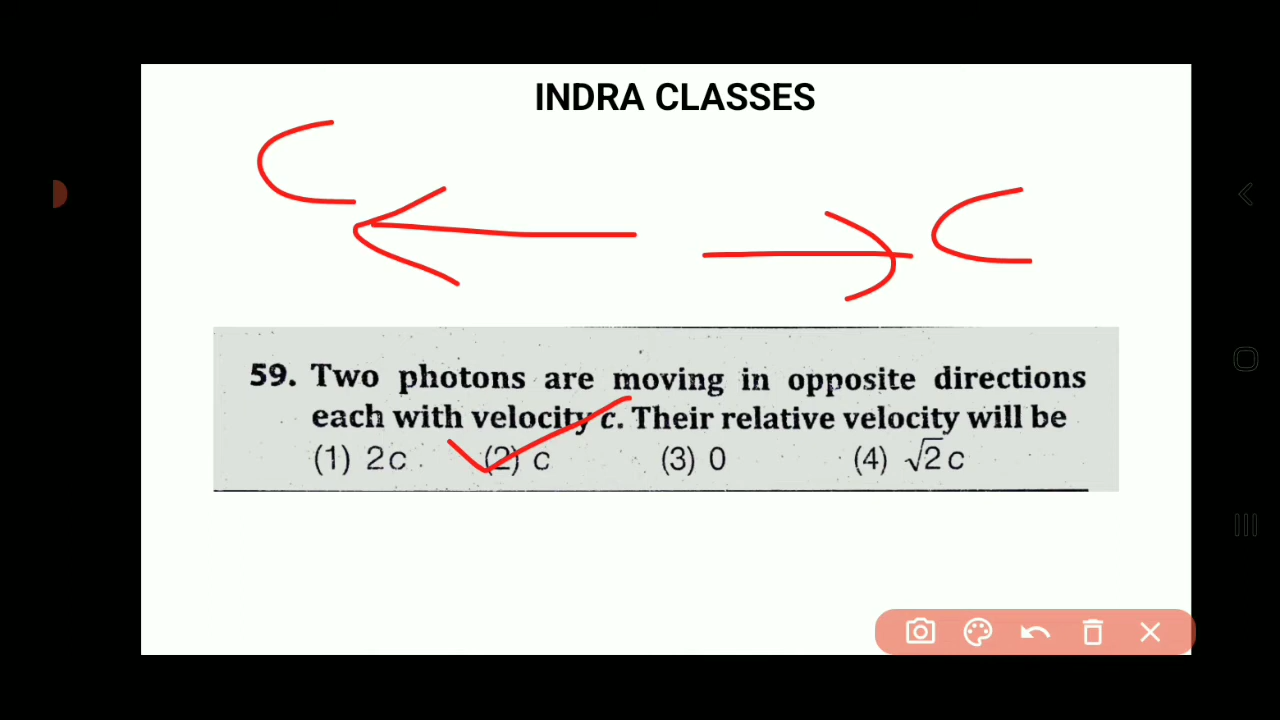 INDRA CLASSES
C
C
59. Two photons are moving in opposite directions
each with velocity c. Their relative velocity will be
(1) 2c (2) c (3) 0 (4) √2 c